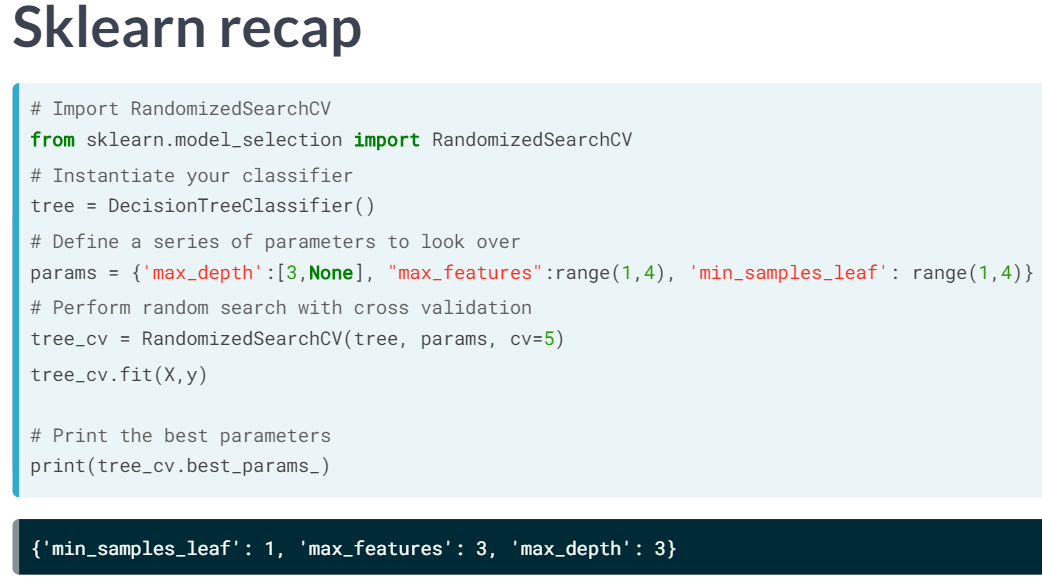 Sklearn recap
# Import RandomizedSearchCV
from sklearn.model_selection import RandomizedSearchCV
# Instantiate your classifier
tree = DecisionTreeClassifier()
# Define a series of parameters to look over
params = {'max_depth':[3,None], "max_features":range(1,4), 'min_samples_leaf': range(1,4)}
# Perform random search with cross validation
tree_cv = RandomizedSearchCV(tree, params, cv=5)
tree_cv.fit(X,y)
# Print the best parameters
print(tree_cv.best_params_)
{'min_samples_leaf': 1, 'max_features': 3, 'max_depth': 3}